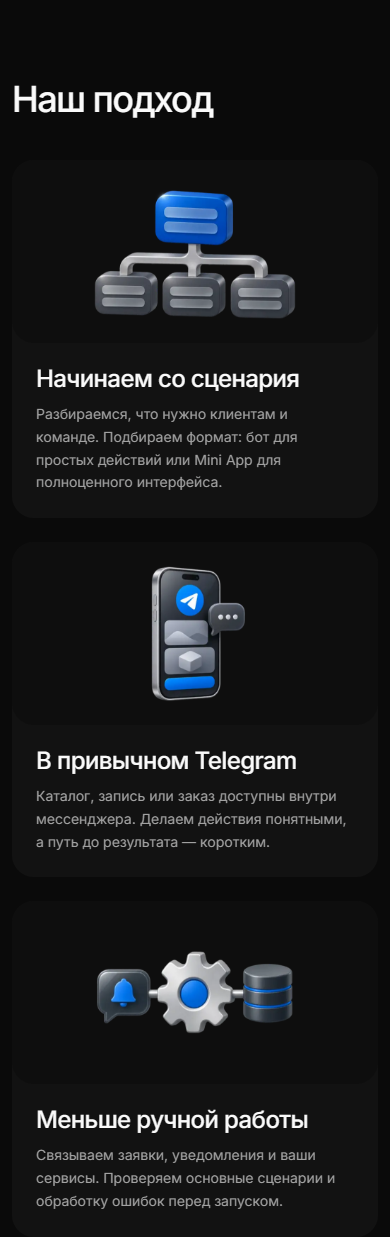 Наш подход
Начинаем со сценария
Разбираемся, что нужно клиентам и
команде. Подбираем формат: бот для
простых действий или Mini App для
полноценного интерфейса.
В привычном Telegram
Каталог, запись или заказ доступны внутри
мессенджера. Делаем действия понятными,
а путь до результата — коротким.
Меньше ручной работы
Связываем заявки, уведомления и ваши
сервисы. Проверяем основные сценарии и
обработку ошибок перед запуском.